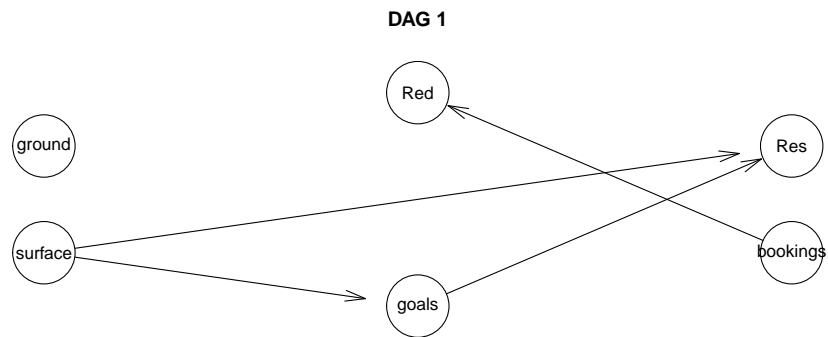 DAG 1
Red
ground
Res
surface
bookings
goals